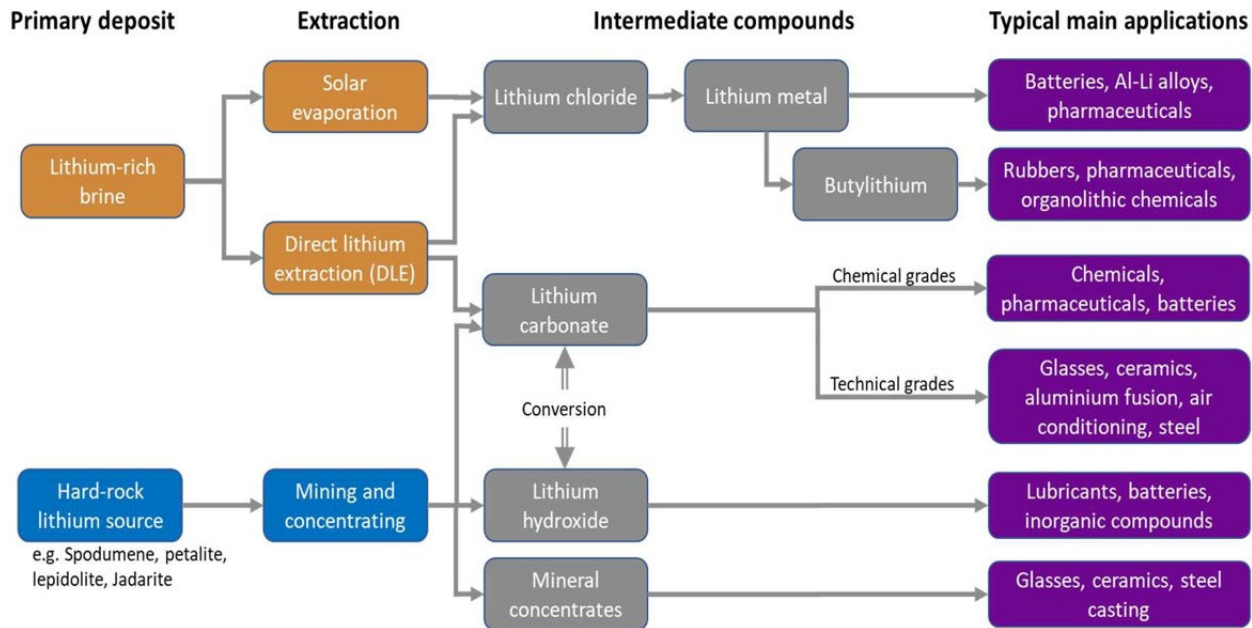 Primary deposit
Extraction
Intermediate compounds
Typical main applications
Solar
evaporation
Lithium chloride
Lithium metal
Batteries, Al-Li alloys,
pharmaceuticals
Lithium-rich
brine
Butylithium
Rubbers, pharmaceuticals,
organolithic chemicals
Direct lithium
extraction (DLE)
Lithium
carbonate
Chemical grades
Chemicals,
pharmaceuticals, batteries
Technical grades
Glasses, ceramics,
aluminium fusion, air
conditioning, steel
Conversion
Hard-rock
lithium source
e.g. Spodumene, petalite,
lepidolite, Jadarite
Mining and
concentrating
Lithium
hydroxide
Lubricants, batteries,
inorganic compounds
Mineral
concentrates
Glasses, ceramics, steel
casting